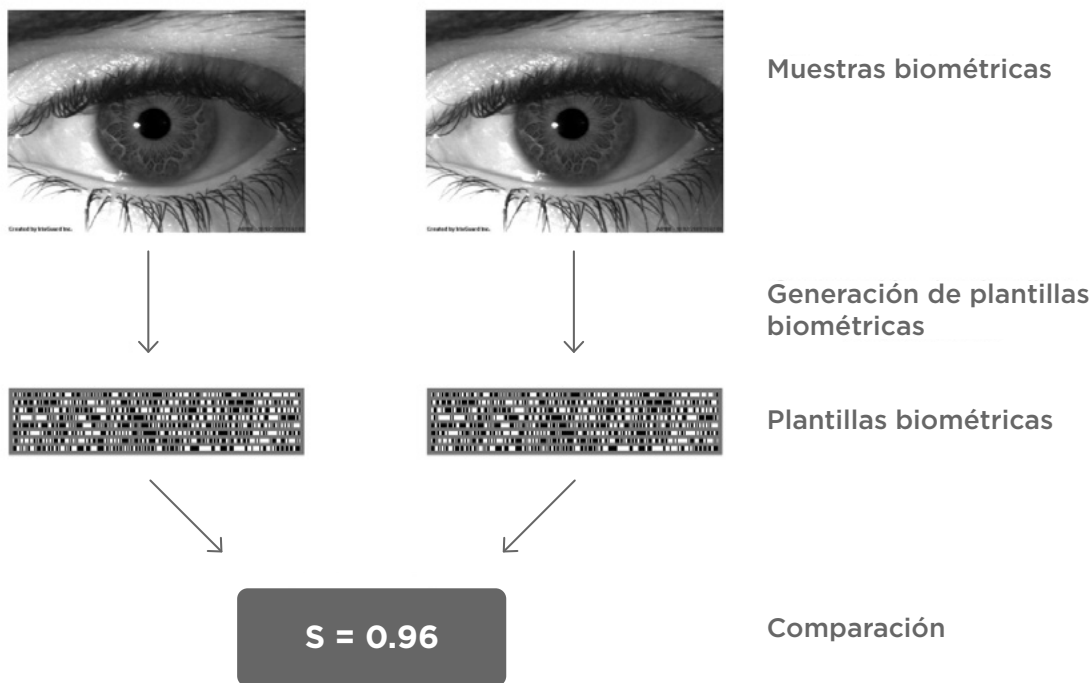 Muestras biométricas
Created by IrisGuard Inc.
Created by IrisGuard Inc.
Generación de plantillas
biométricas
Plantillas biométricas
S = 0.96
Comparación